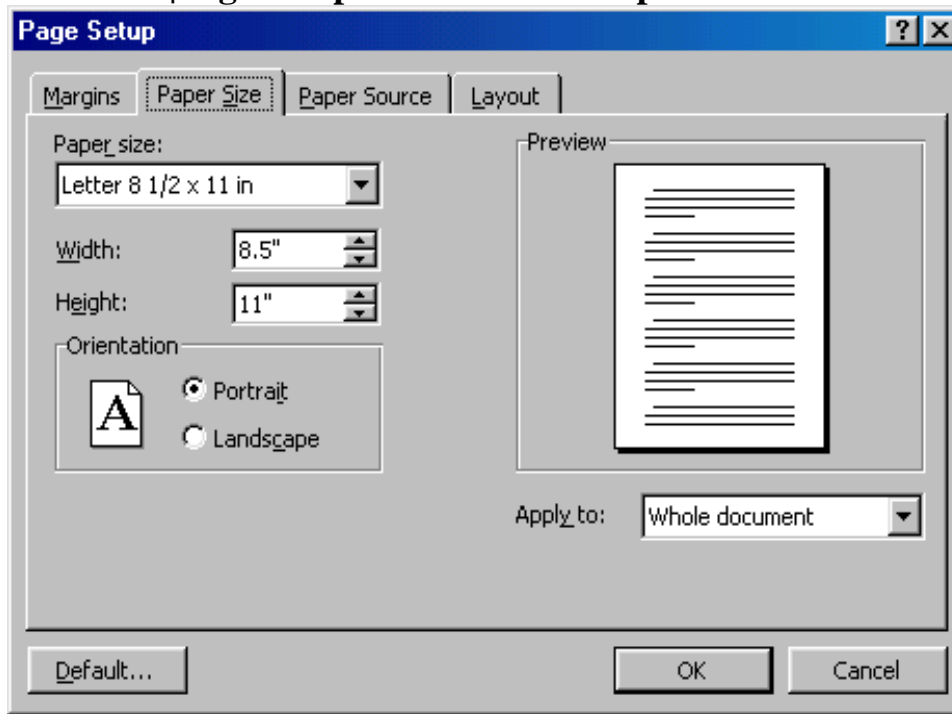 Page Setup
Margins Paper Size Paper Source Layout
Paper size:
Letter 8 1/2 x 11 in
Width: 8.5"
Height: 11"
Orientation
A
Portrait
Landscape
Preview
Apply to: Whole document
Default... OK Cancel